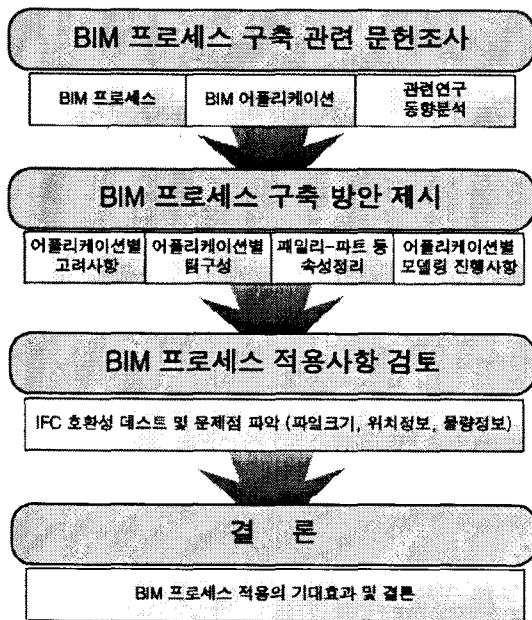 BIM 프로세스 구축 관련 문헌조사
BIM 프로세스
BIM 어플리케이션
관련연구
동향분석
BIM 프로세스 구축 방안 제시
어플리케이션별
고려사항
어플리케이션별
팀구성
패밀리-파트 등
속성정리
어플리케이션별
모델링 진행사항
BIM 프로세스 적용사항 검토
IFC 호환성 테스트 및 문제점 파악 (파일크기, 위치정보, 물량정보)
결 론
BIM 프로세스 적용의 기대효과 및 결론